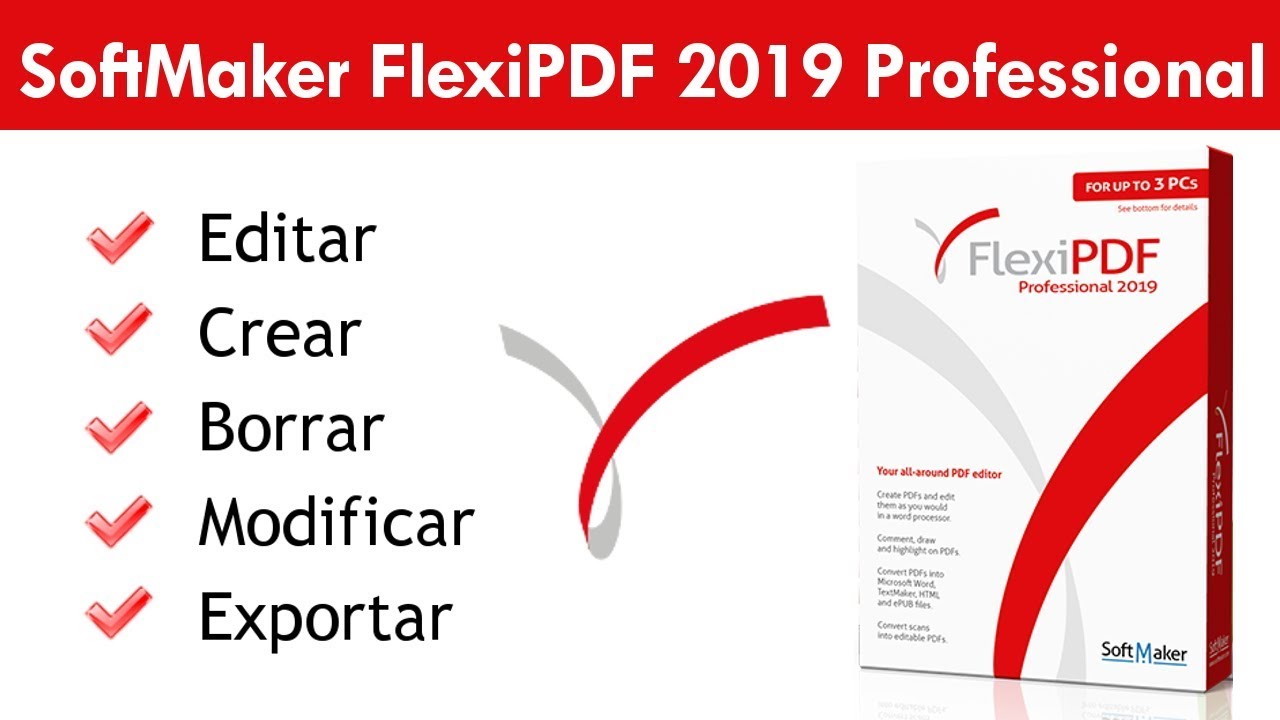 SoftMaker FlexiPDF 2019 Professional
Editar
Crear
Borrar
Modificar
Exportar
FOR UP TO 3 PCs
See bottom for details
FlexiPDF
Professional 2019
Your all-around PDF editor
Create PDFs and edit
them as you would
in a word processor.
Comment, draw
and highlight on PDFs.
Convert PDFs into
Microsoft Word,
TextMaker, HTML
and ePUB files.
Convert scans
into editable PDFs.
SoftMaker
FlexiPDF
Professional 2019
SoftMaker